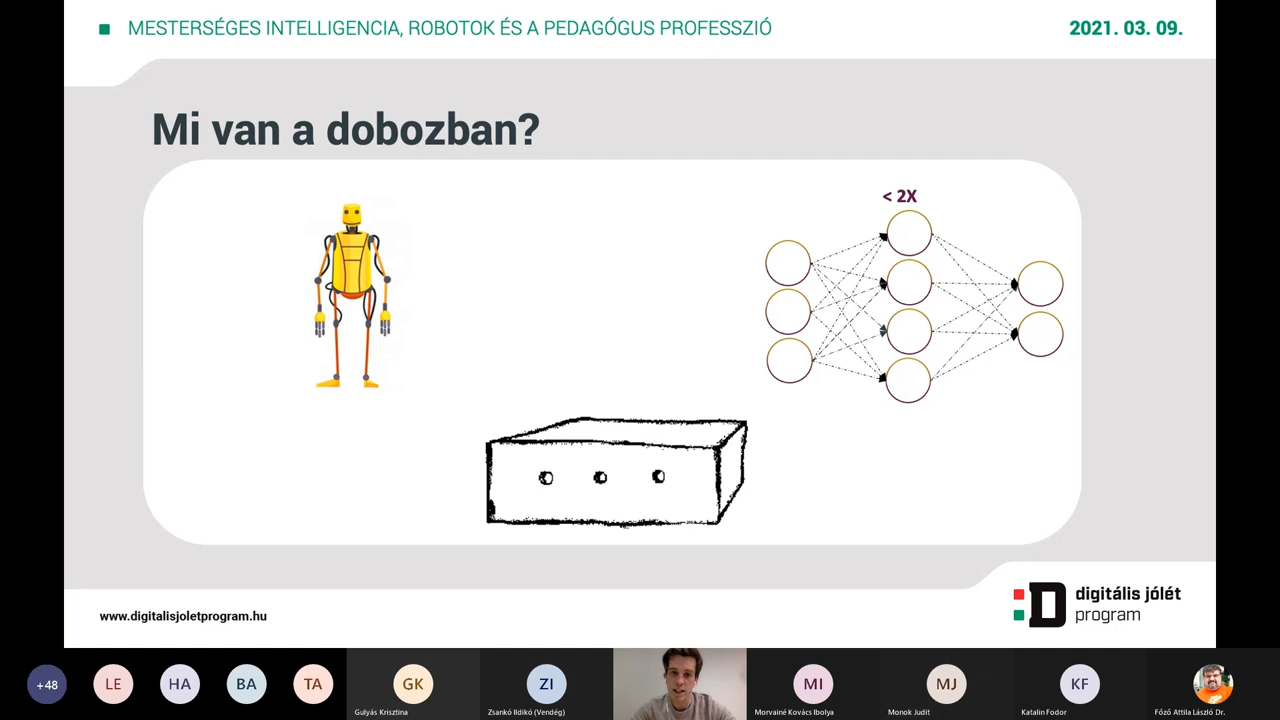 MESTERSÉGES INTELLIGENCIA, ROBOTOK ÉS A PEDAGÓGUS PROFESSZIÓ
2021. 03. 09.
Mi van a dobozban?
< 2X
www.digitalisjoletprogram.hu
digitális jólét
program
+48
LE
HA
BA
TA
GK
ZI
MI
MJ
KF
Gulyás Krisztina
Zsankó Ildikó (Vendég)
Morvainé Kovács Ibolya
Monok Judit
Katalin Fodor
Főző Attila László Dr.